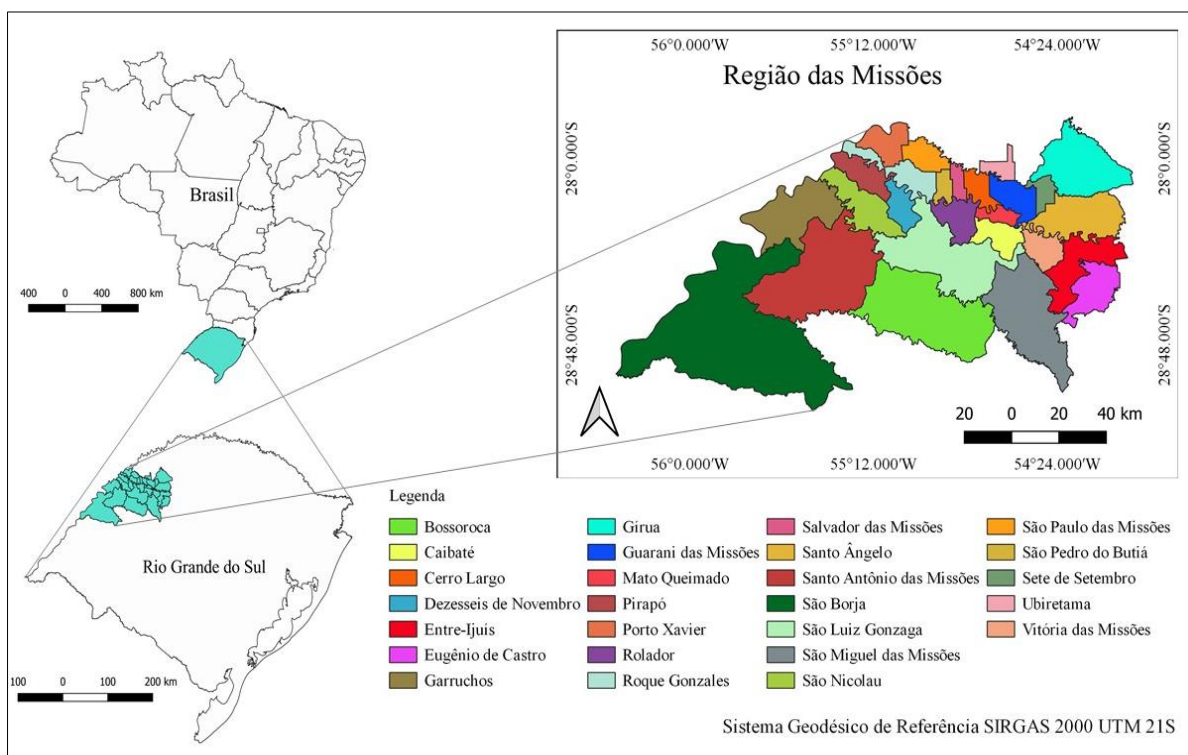 56 0.000'W 55 12.000'W 54 24.000'W
Região das Missões
28 0.000'S
28 0.000'S
28 48.000'S
28 48.000'S
20 0 20 40 km
56 0.000'W 55 12.000'W 54 24.000'W
Brasil
400 0 400 800 km
Rio Grande do Sul
100 0 100 200 km
Legenda
Bossoroca
Caibaté
Cerro Largo
Dezesseis de Novembro
Entre-Ijuis
Eugênio de Castro
Garruchos
Girua
Guarani das Missões
Mato Queimado
Pirapó
Porto Xavier
Rolador
Roque Gonzales
Salvador das Missões
Santo Ângelo
Santo Antônio das Missões
São Borja
São Luiz Gonzaga
São Miguel das Missões
São Nicolau
São Paulo das Missões
São Pedro do Butiá
Sete de Setembro
Ubiretama
Vitória das Missões
Sistema Geodésico de Referência SIRGAS 2000 UTM 21S